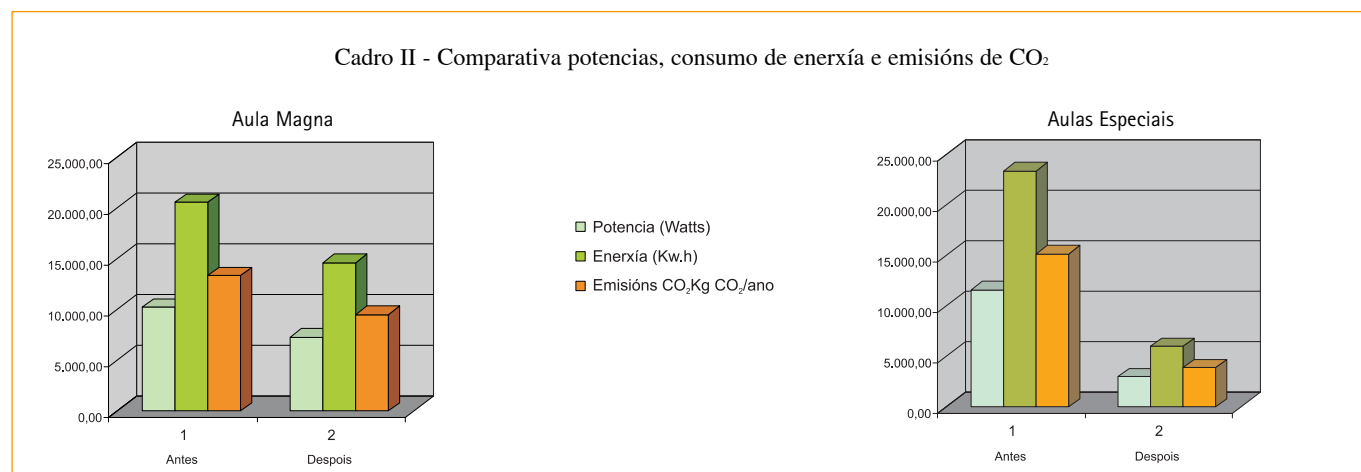 Cadro II - Comparativa potencias, consumo de enerxía e emisións de CO₂
Aula Magna
25.000,00
20.000,00
15.000,00
10.000,00
5.000,00
0,00
1
2
Antes
Despois
Potencia (Watts)
Enerxía (Kw.h)
Emisións CO₂Kg CO₂/ano
Aulas Especiais
25.000,00
20.000,00
15.000,00
10.000,00
5.000,00
0,00
1
2
Antes
Despois